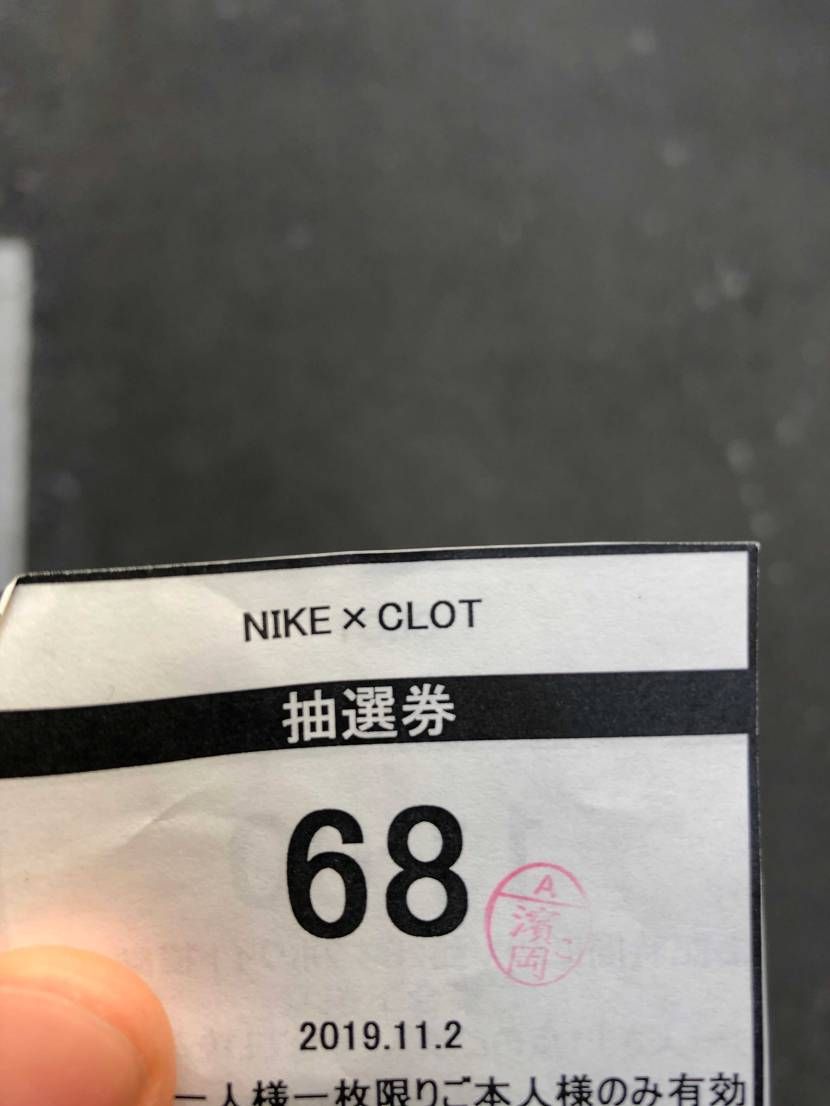 NIKE×CLOT
抽選券
68
A
濱岡
2019.11.2
一人様一枚限りご本人様のみ有効